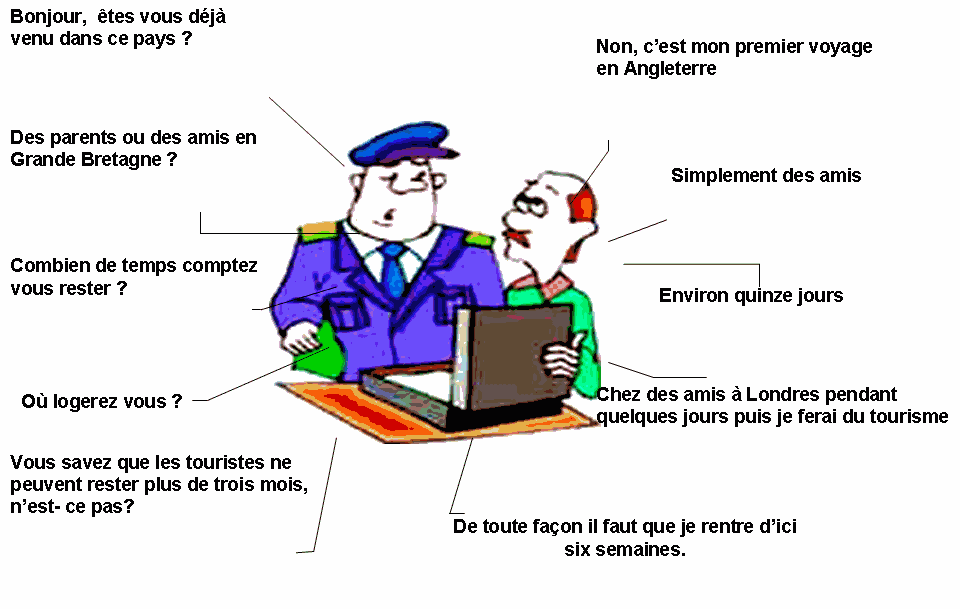 Bonjour, êtes vous déjà
venu dans ce pays ?
Non, c'est mon premier voyage
en Angleterre
Des parents ou des amis en
Grande Bretagne ?
Simplement des amis
Combien de temps comptez
vous rester ?
Environ quinze jours
Où logerez vous ?
Chez des amis à Londres pendant
quelques jours puis je ferai du tourisme
Vous savez que les touristes ne
peuvent rester plus de trois mois,
n'est- ce pas?
De toute façon il faut que je rentre d'ici
six semaines.